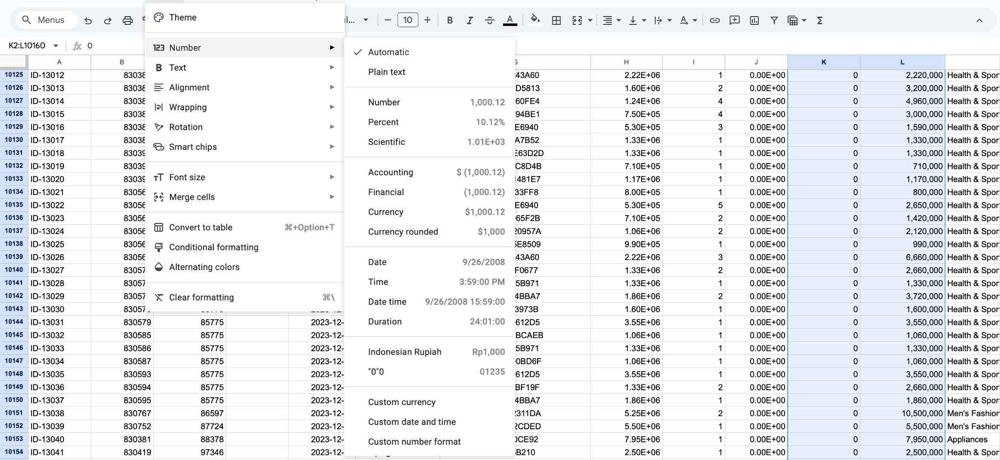 Menus
Theme
10
B
K2:L10160
fx 0
123 Number
B Text
Alignment
Wrapping
Rotation
Smart chips
Font size
Merge cells
Convert to table ⌘+Option+T
Conditional formatting
Alternating colors
Clear formatting ⌘\
Automatic
Plain text
Number 1,000.12
Percent 10.12%
Scientific 1.01E+03
Accounting $ (1,000.12)
Financial (1,000.12)
Currency $1,000.12
Currency rounded $1,000
Date 9/26/2008
Time 3:59:00 PM
Date time 9/26/2008 15:59:00
Duration 24:01:00
Indonesian Rupiah Rp1,000
"0"0 01235
Custom currency
Custom date and time
Custom number format
A B H I J K L
10125 ID-13012 83038 43A60 2.22E+06 1 0.00E+00 0 2,220,000 Health & Spor
10126 ID-13013 83038 D5813 1.60E+06 2 0.00E+00 0 3,200,000 Health & Spor
10127 ID-13014 83038 60FE4 1.24E+06 4 0.00E+00 0 4,960,000 Health & Spor
10128 ID-13015 83038 94BE1 7.50E+05 4 0.00E+00 0 3,000,000 Health & Spor
10129 ID-13016 83038 E6940 5.30E+05 3 0.00E+00 0 1,590,000 Health & Spor
10130 ID-13017 83038 A7B52 1.33E+06 1 0.00E+00 0 1,330,000 Health & Spor
10131 ID-13018 83039 E63D2D 1.33E+06 1 0.00E+00 0 1,330,000 Health & Spor
10132 ID-13019 83039 C8D4B 7.10E+05 1 0.00E+00 0 710,000 Health & Spor
10133 ID-13020 83039 481E7 1.17E+06 1 0.00E+00 0 1,170,000 Health & Spor
10134 ID-13021 83056 33FF8 8.00E+05 1 0.00E+00 0 800,000 Health & Spor
10135 ID-13022 83056 E6940 5.30E+05 5 0.00E+00 0 2,650,000 Health & Spor
10136 ID-13023 83056 65F2B 7.10E+05 2 0.00E+00 0 1,420,000 Health & Spor
10137 ID-13024 83056 20957A 1.06E+06 2 0.00E+00 0 2,120,000 Health & Spor
10138 ID-13025 83056 E8509 9.90E+05 1 0.00E+00 0 990,000 Health & Spor
10139 ID-13026 83056 43A60 2.22E+06 3 0.00E+00 0 6,660,000 Health & Spor
10140 ID-13027 83057 F0677 1.33E+06 2 0.00E+00 0 2,660,000 Health & Spor
10141 ID-13028 83057 5B971 1.33E+06 1 0.00E+00 0 1,330,000 Health & Spor
10142 ID-13029 83057 4BBA7 1.86E+06 2 0.00E+00 0 3,720,000 Health & Spor
10143 ID-13030 83057 3973B 1.60E+06 1 0.00E+00 0 1,600,000 Health & Spor
10144 ID-13031 830579 85775 2023-12- 612D5 3.55E+06 1 0.00E+00 0 3,550,000 Health & Spor
10145 ID-13032 830585 85775 2023-12- BCAEB 1.06E+06 1 0.00E+00 0 1,060,000 Health & Spor
10146 ID-13033 830586 85775 2023-12- 5B971 1.33E+06 1 0.00E+00 0 1,330,000 Health & Spor
10147 ID-13034 830587 85775 2023-12- 0BD6F 1.06E+06 1 0.00E+00 0 1,060,000 Health & Spor
10148 ID-13035 830593 85775 2023-12- 612D5 3.55E+06 1 0.00E+00 0 3,550,000 Health & Spor
10149 ID-13036 830594 85775 2023-12- BF19F 1.33E+06 2 0.00E+00 0 2,660,000 Health & Spor
10150 ID-13037 830595 85775 2023-12- 4BBA7 1.86E+06 1 0.00E+00 0 1,860,000 Health & Spor
10151 ID-13038 830767 86597 2023-12- 2311DA 5.25E+06 2 0.00E+00 0 10,500,000 Men's Fashion
10152 ID-13039 830752 87724 2023-12- 2CDED 5.50E+06 1 0.00E+00 0 5,500,000 Men's Fashion
10153 ID-13040 830381 88378 2023-12- 0CE92 7.95E+06 1 0.00E+00 0 7,950,000 Appliances
10154 ID-13041 830419 97346 2023-12- B210 2.50E+06 1 0.00E+00 0 2,500,000 Health & Spor